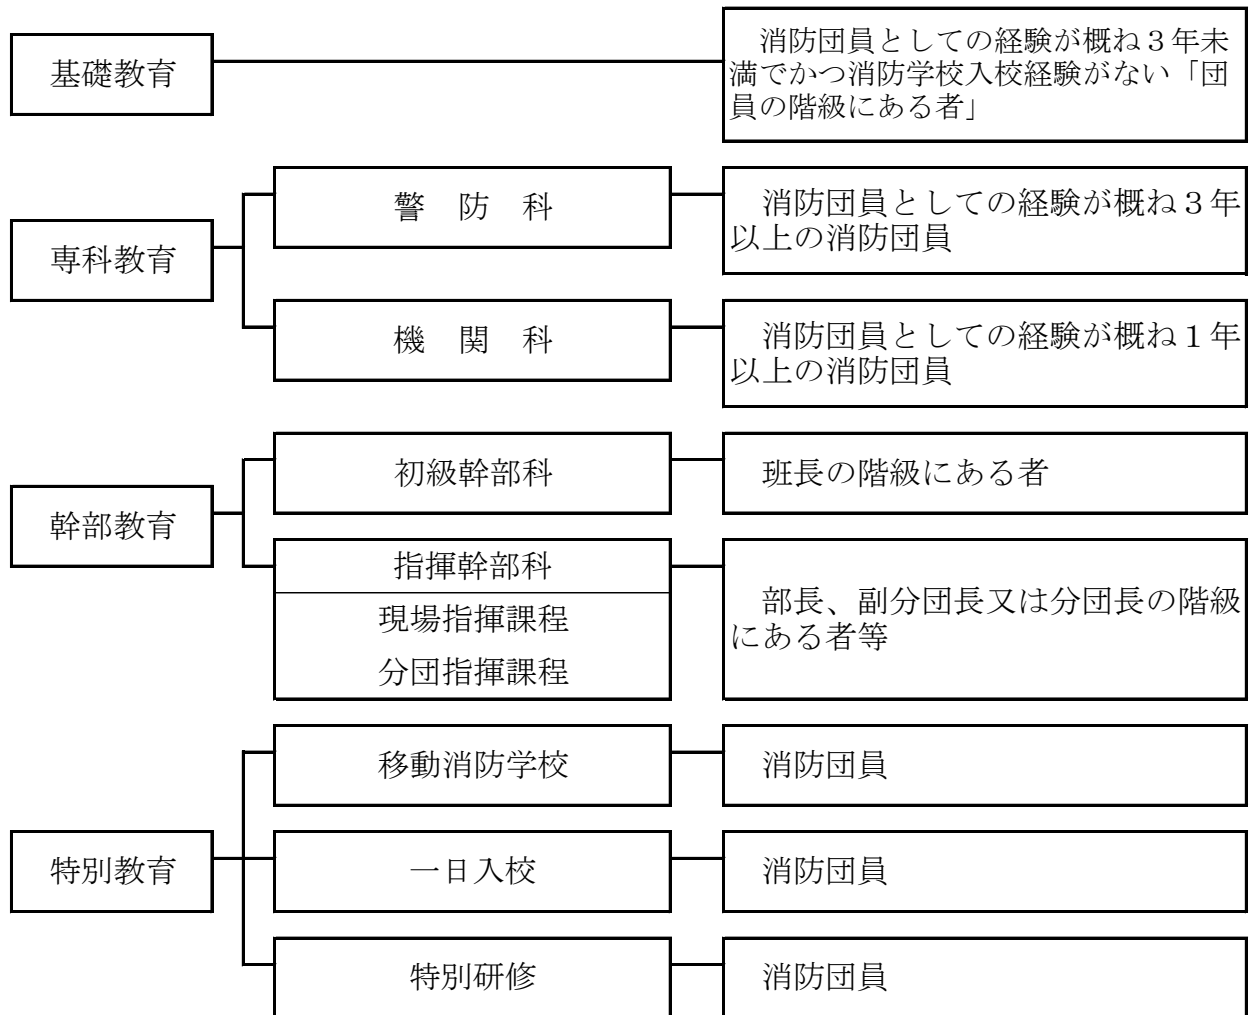 基礎教育
消防団員としての経験が概ね３年未
満でかつ消防学校入校経験がない「団
員の階級にある者」
専科教育
警　防　科
消防団員としての経験が概ね３年
以上の消防団員
機　関　科
消防団員としての経験が概ね１年
以上の消防団員
幹部教育
初級幹部科
班長の階級にある者
指揮幹部科
現場指揮課程
分団指揮課程
部長、副分団長又は分団長の階級
にある者等
特別教育
移動消防学校
消防団員
一日入校
消防団員
特別研修
消防団員